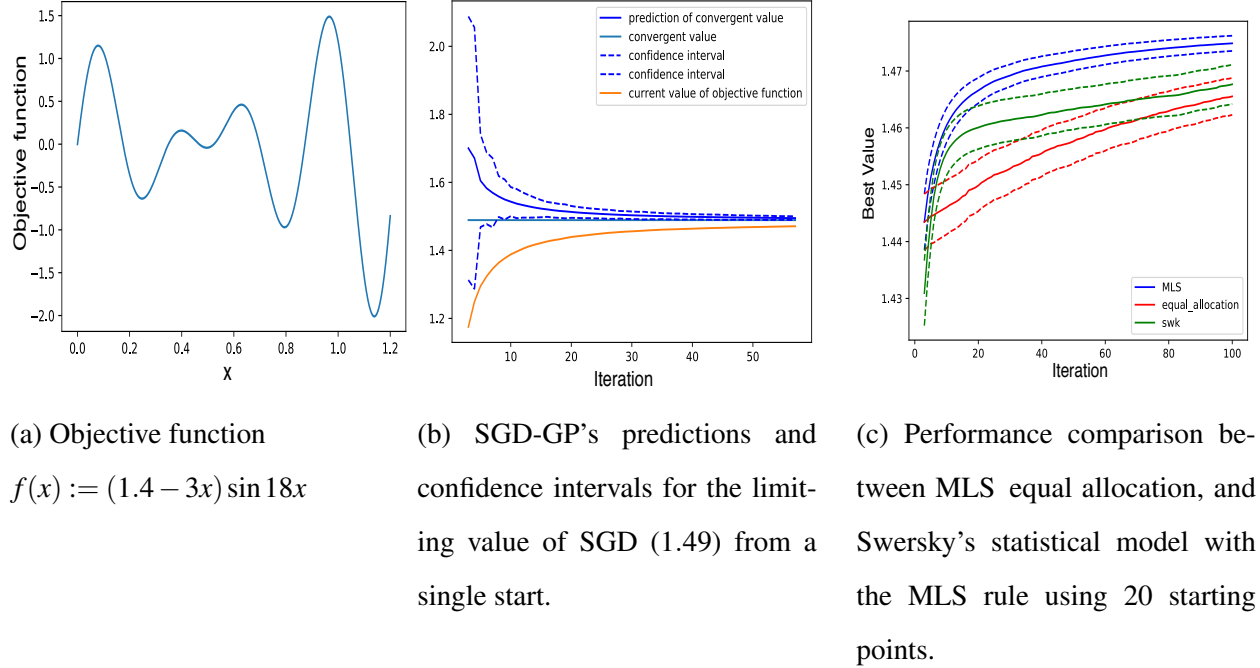 Objective function
1.5
1.0
0.5
0.0
−0.5
−1.0
−1.5
−2.0
0.0 0.2 0.4 0.6 0.8 1.0 1.2
X
2.0
1.8
1.6
1.4
1.2
10 20 30 40 50
Iteration
prediction of convergent value
convergent value
confidence interval
confidence interval
current value of objective function
Best Value
1.47
1.46
1.45
1.44
1.43
0 20 40 60 80 100
Iteration
MLS
equal_allocation
swk
(a) Objective function
f(x) := (1.4 − 3x) sin 18x
(b) SGD-GP's predictions and
confidence intervals for the limit-
ing value of SGD (1.49) from a
single start.
(c) Performance comparison be-
tween MLS equal allocation, and
Swersky's statistical model with
the MLS rule using 20 starting
points.